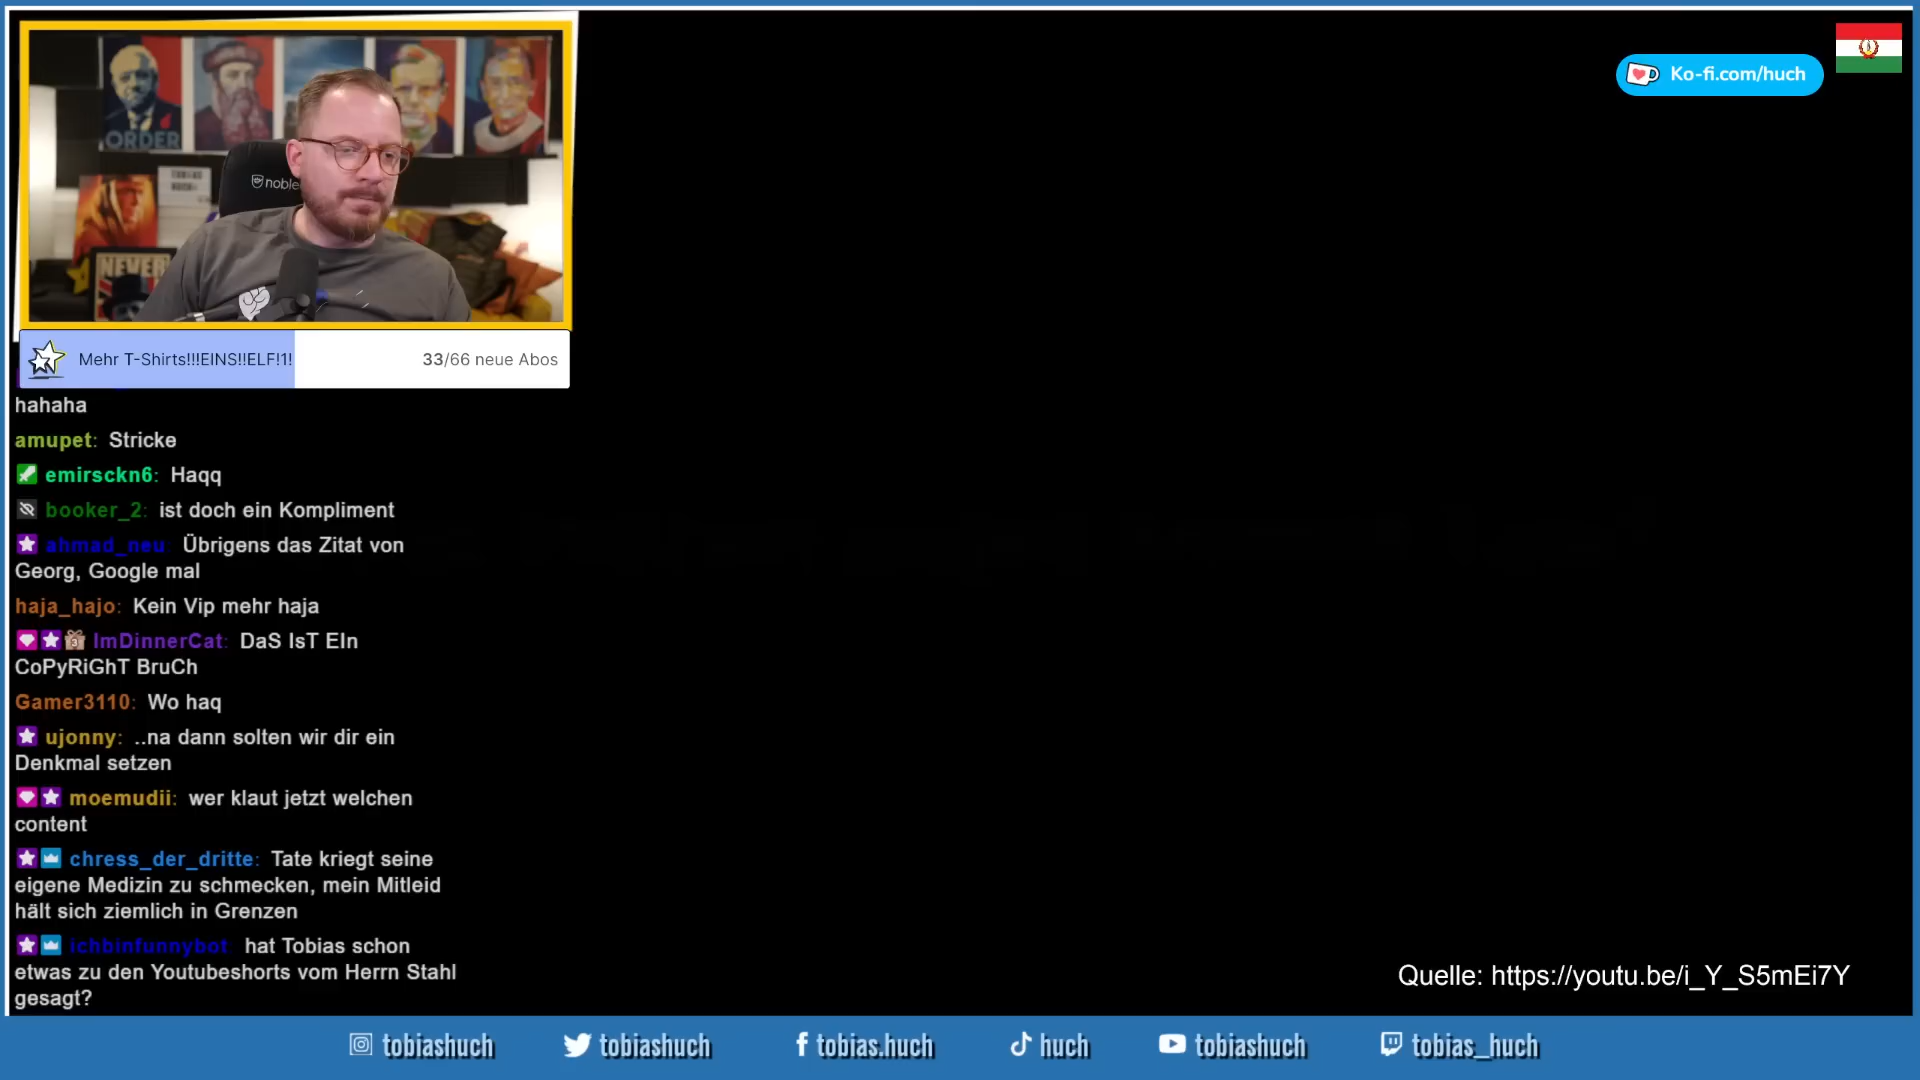 ORDER
noble
NEVER
Ko-fi.com/huch
Mehr T-Shirts!!!EINS!!ELF!1!
33/66 neue Abos
hahaha
amupet: Stricke
emirsckn6: Haqq
booker_2: ist doch ein Kompliment
ahmad_neu: Übrigens das Zitat von
Georg, Google mal
haja_hajo: Kein Vip mehr haja
ImDinnerCat: DaS IsT EIn
CoPyRiGhT BruCh
Gamer3110: Wo haq
ujonny: ..na dann solten wir dir ein
Denkmal setzen
moemudii: wer klaut jetzt welchen
content
chress_der_dritte: Tate kriegt seine
eigene Medizin zu schmecken, mein Mitleid
hält sich ziemlich in Grenzen
ichbinfunnybot: hat Tobias schon
etwas zu den Youtubeshorts vom Herrn Stahl
gesagt?
Quelle: https://youtu.be/i_Y_S5mEi7Y
tobiashuch
tobiashuch
tobias.huch
huch
tobiashuch
tobias_huch